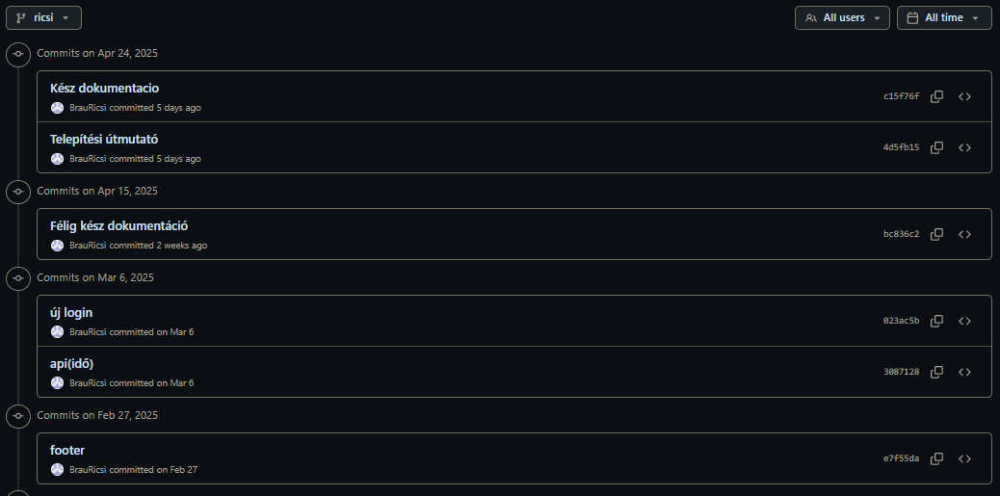 ricsi
All users
All time
Commits on Apr 24, 2025
Kész dokumentacio
BrauRicsi committed 5 days ago
c15f76f
Telepítési útmutató
BrauRicsi committed 5 days ago
4d5fb15
Commits on Apr 15, 2025
Félig kész dokumentáció
BrauRicsi committed 2 weeks ago
bc836c2
Commits on Mar 6, 2025
új login
BrauRicsi committed on Mar 6
023ac5b
api(idő)
BrauRicsi committed on Mar 6
3087128
Commits on Feb 27, 2025
footer
BrauRicsi committed on Feb 27
e7f55da